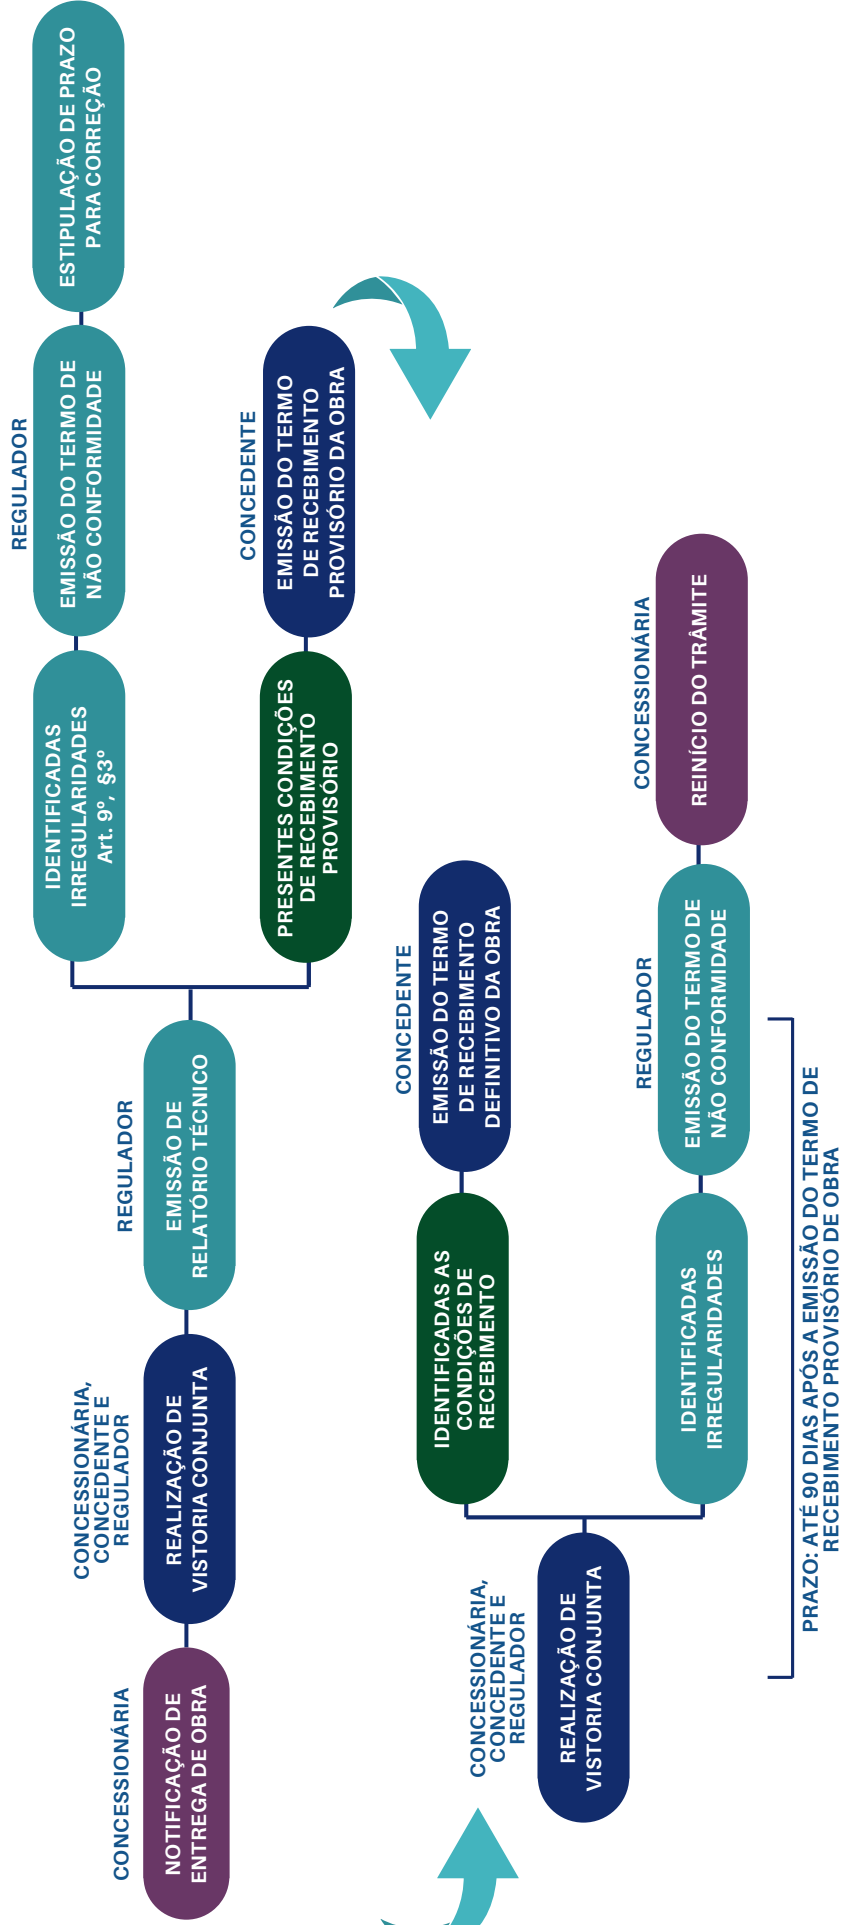 CONCESSIONÁRIA
NOTIFICAÇÃO DE
ENTREGA DE OBRA
CONCESSIONÁRIA,
CONCEDENTE E
REGULADOR
REALIZAÇÃO DE
VISTORIA CONJUNTA
REGULADOR
EMISSÃO DE
RELATÓRIO TÉCNICO
IDENTIFICADAS
IRREGULARIDADES
Art. 9º, §3º
REGULADOR
EMISSÃO DO TERMO DE
NÃO CONFORMIDADE
ESTIPULAÇÃO DE PRAZO
PARA CORREÇÃO
PRESENTES CONDIÇÕES
DE RECEBIMENTO
PROVISÓRIO
CONCEDENTE
EMISSÃO DO TERMO
DE RECEBIMENTO
PROVISÓRIO DA OBRA
CONCESSIONÁRIA,
CONCEDENTE E
REGULADOR
REALIZAÇÃO DE
VISTORIA CONJUNTA
IDENTIFICADAS AS
CONDIÇÕES DE
RECEBIMENTO
CONCEDENTE
EMISSÃO DO TERMO
DE RECEBIMENTO
DEFINITIVO DA OBRA
IDENTIFICADAS
IRREGULARIDADES
REGULADOR
EMISSÃO DO TERMO DE
NÃO CONFORMIDADE
CONCESSIONÁRIA
REINÍCIO DO TRÂMITE
PRAZO: ATÉ 90 DIAS APÓS A EMISSÃO DO TERMO DE
RECEBIMENTO PROVISÓRIO DE OBRA